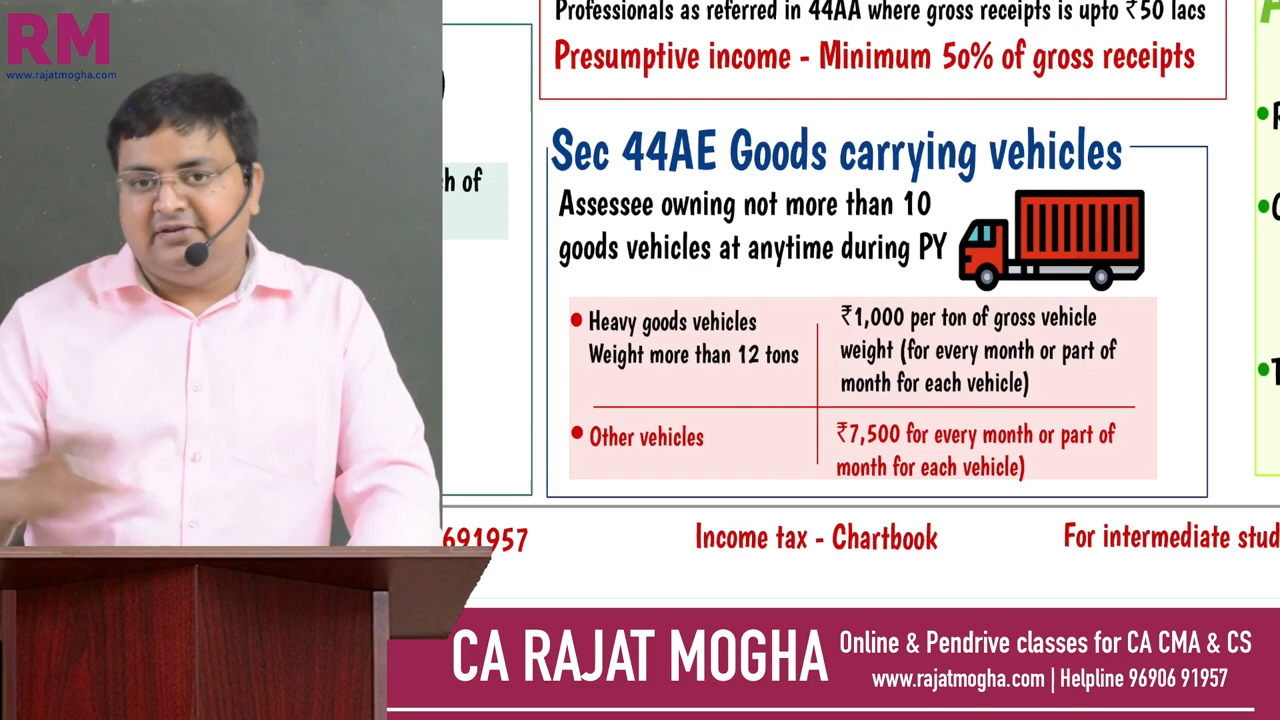 RM
www.rajatmogha.com
Professionals as referred in 44AA where gross receipts is upto ₹50 lacs
Presumptive income - Minimum 50% of gross receipts
Sec 44AE Goods carrying vehicles
Assessee owning not more than 10
goods vehicles at anytime during PY
h of
• Heavy goods vehicles
Weight more than 12 tons
₹1,000 per ton of gross vehicle
weight (for every month or part of
month for each vehicle)
• Other vehicles
₹7,500 for every month or part of
month for each vehicle)
691957
Income tax - Chartbook
For intermediate stud
CA RAJAT MOGHA
Online & Pendrive classes for CA CMA & CS
www.rajatmogha.com | Helpline 96906 91957